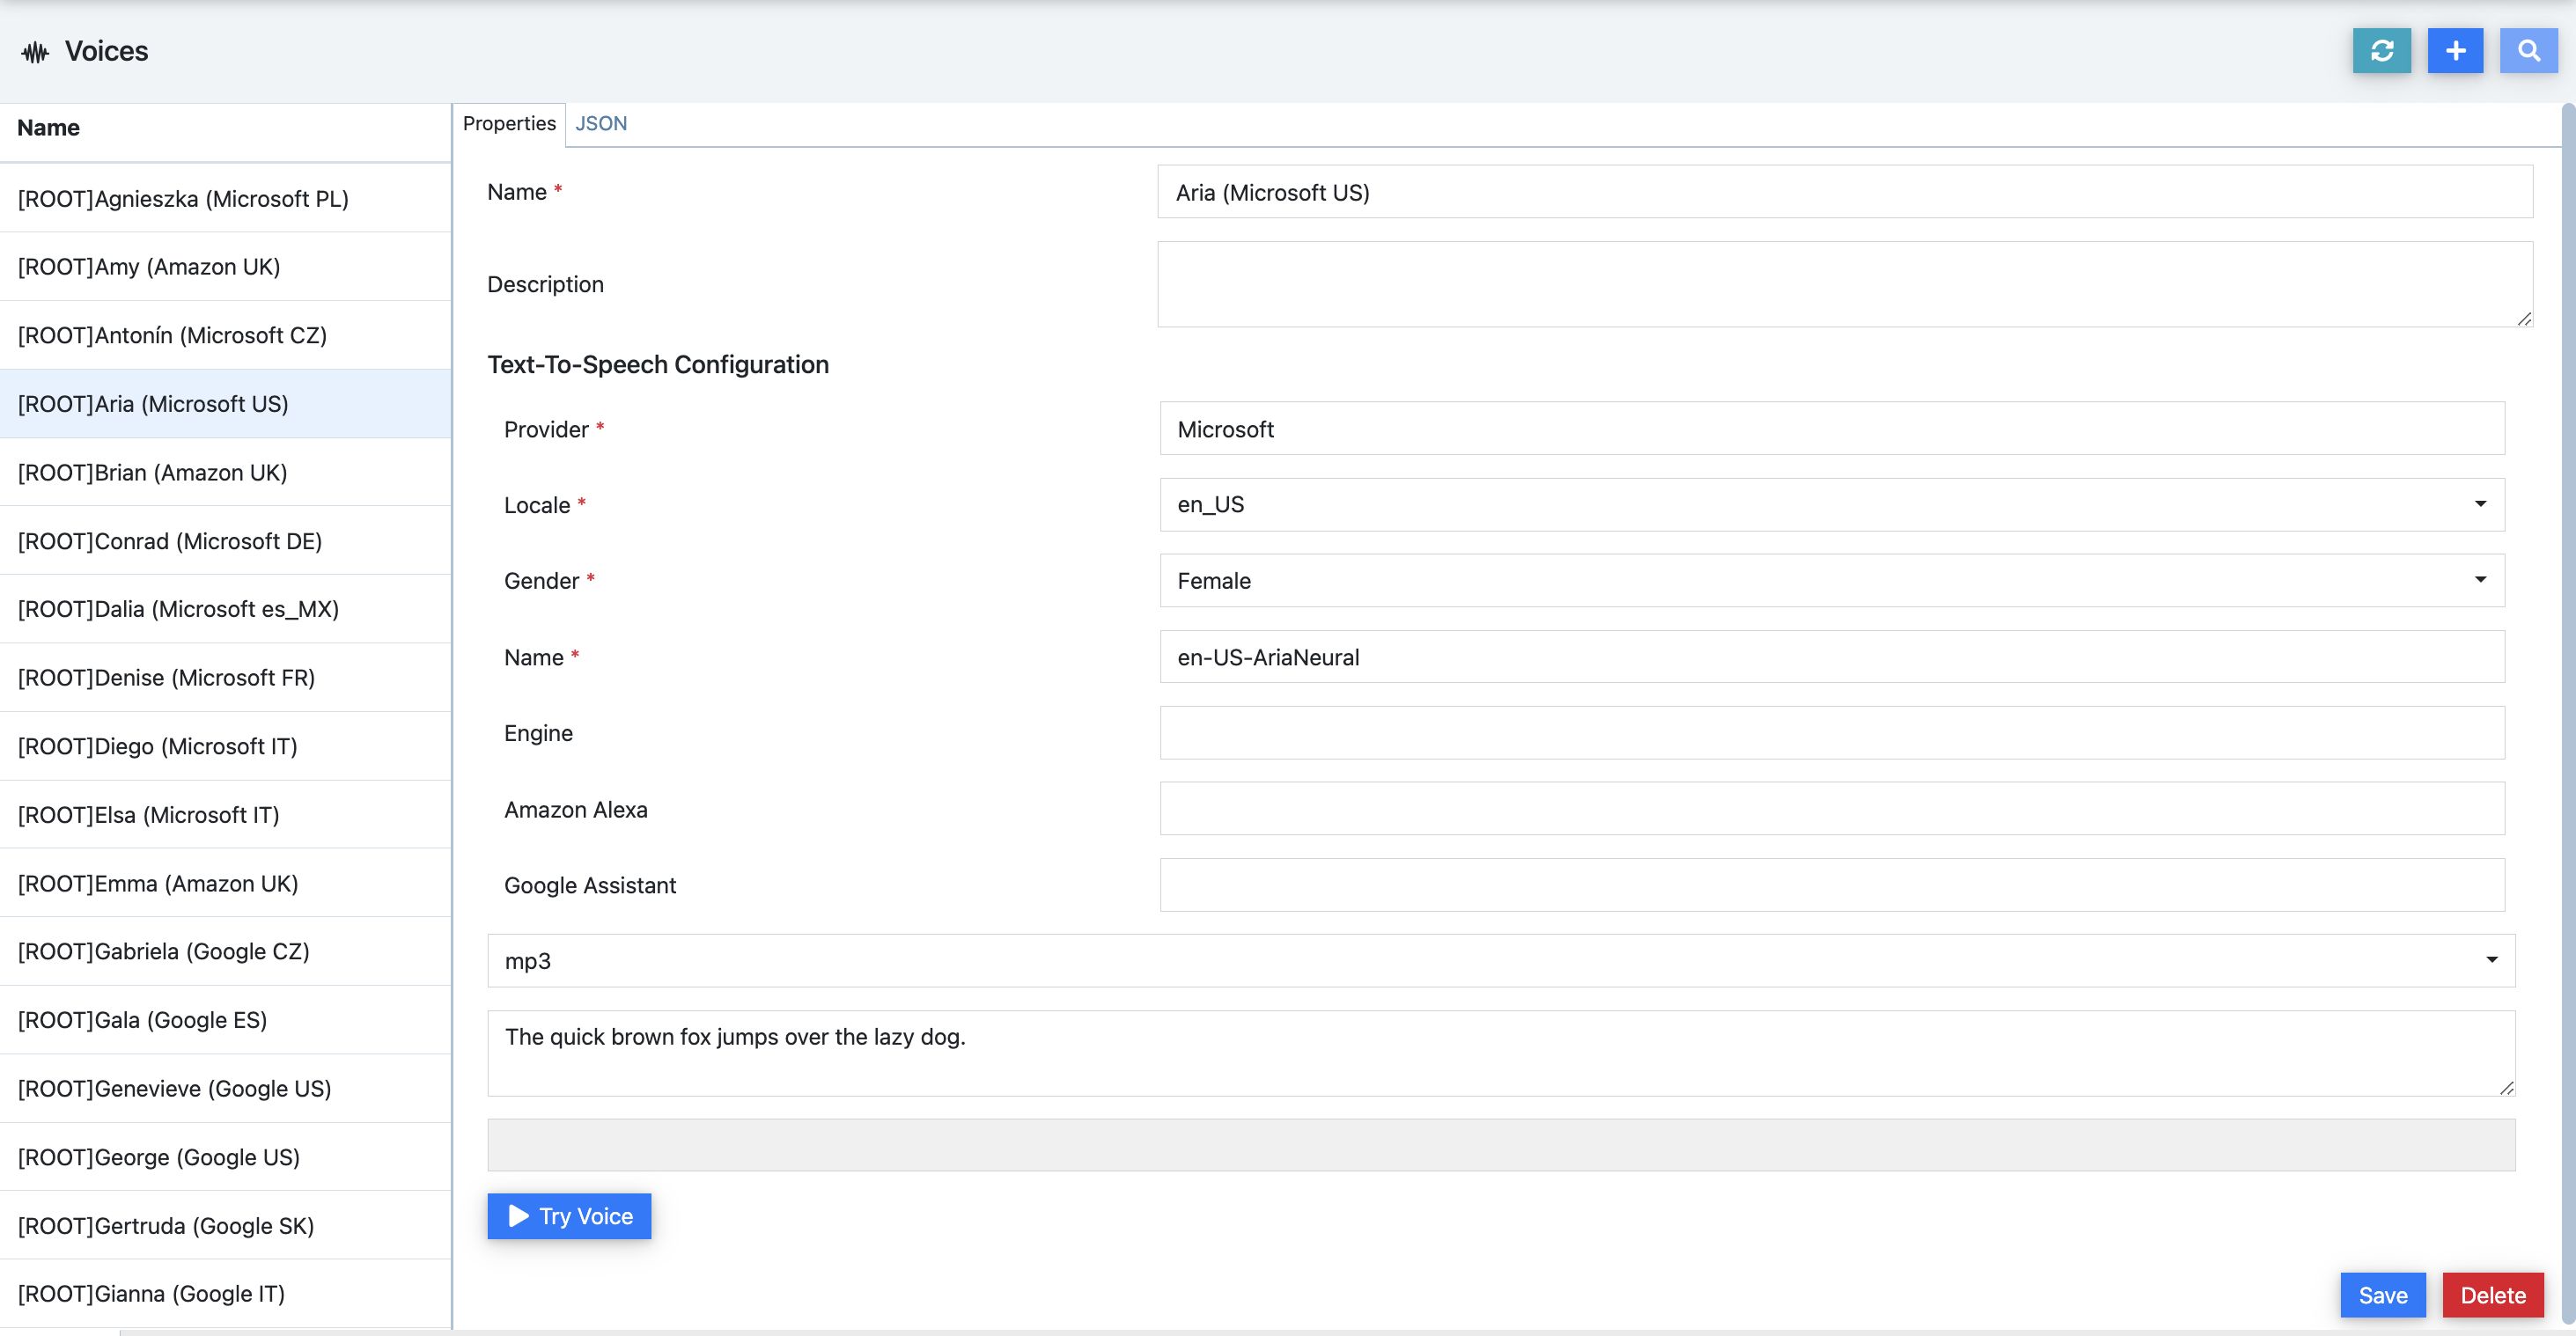 Voices
Name
[ROOT]Agnieszka (Microsoft PL)
[ROOT]Amy (Amazon UK)
[ROOT]Antonín (Microsoft CZ)
[ROOT]Aria (Microsoft US)
[ROOT]Brian (Amazon UK)
[ROOT]Conrad (Microsoft DE)
[ROOT]Dalia (Microsoft es_MX)
[ROOT]Denise (Microsoft FR)
[ROOT]Diego (Microsoft IT)
[ROOT]Elsa (Microsoft IT)
[ROOT]Emma (Amazon UK)
[ROOT]Gabriela (Google CZ)
[ROOT]Gala (Google ES)
[ROOT]Genevieve (Google US)
[ROOT]George (Google US)
[ROOT]Gertruda (Google SK)
[ROOT]Gianna (Google IT)
Properties JSON
Name * Aria (Microsoft US)
Description
Text-To-Speech Configuration
Provider * Microsoft
Locale * en_US
Gender * Female
Name * en-US-AriaNeural
Engine
Amazon Alexa
Google Assistant
mp3
The quick brown fox jumps over the lazy dog.
Try Voice
Save Delete